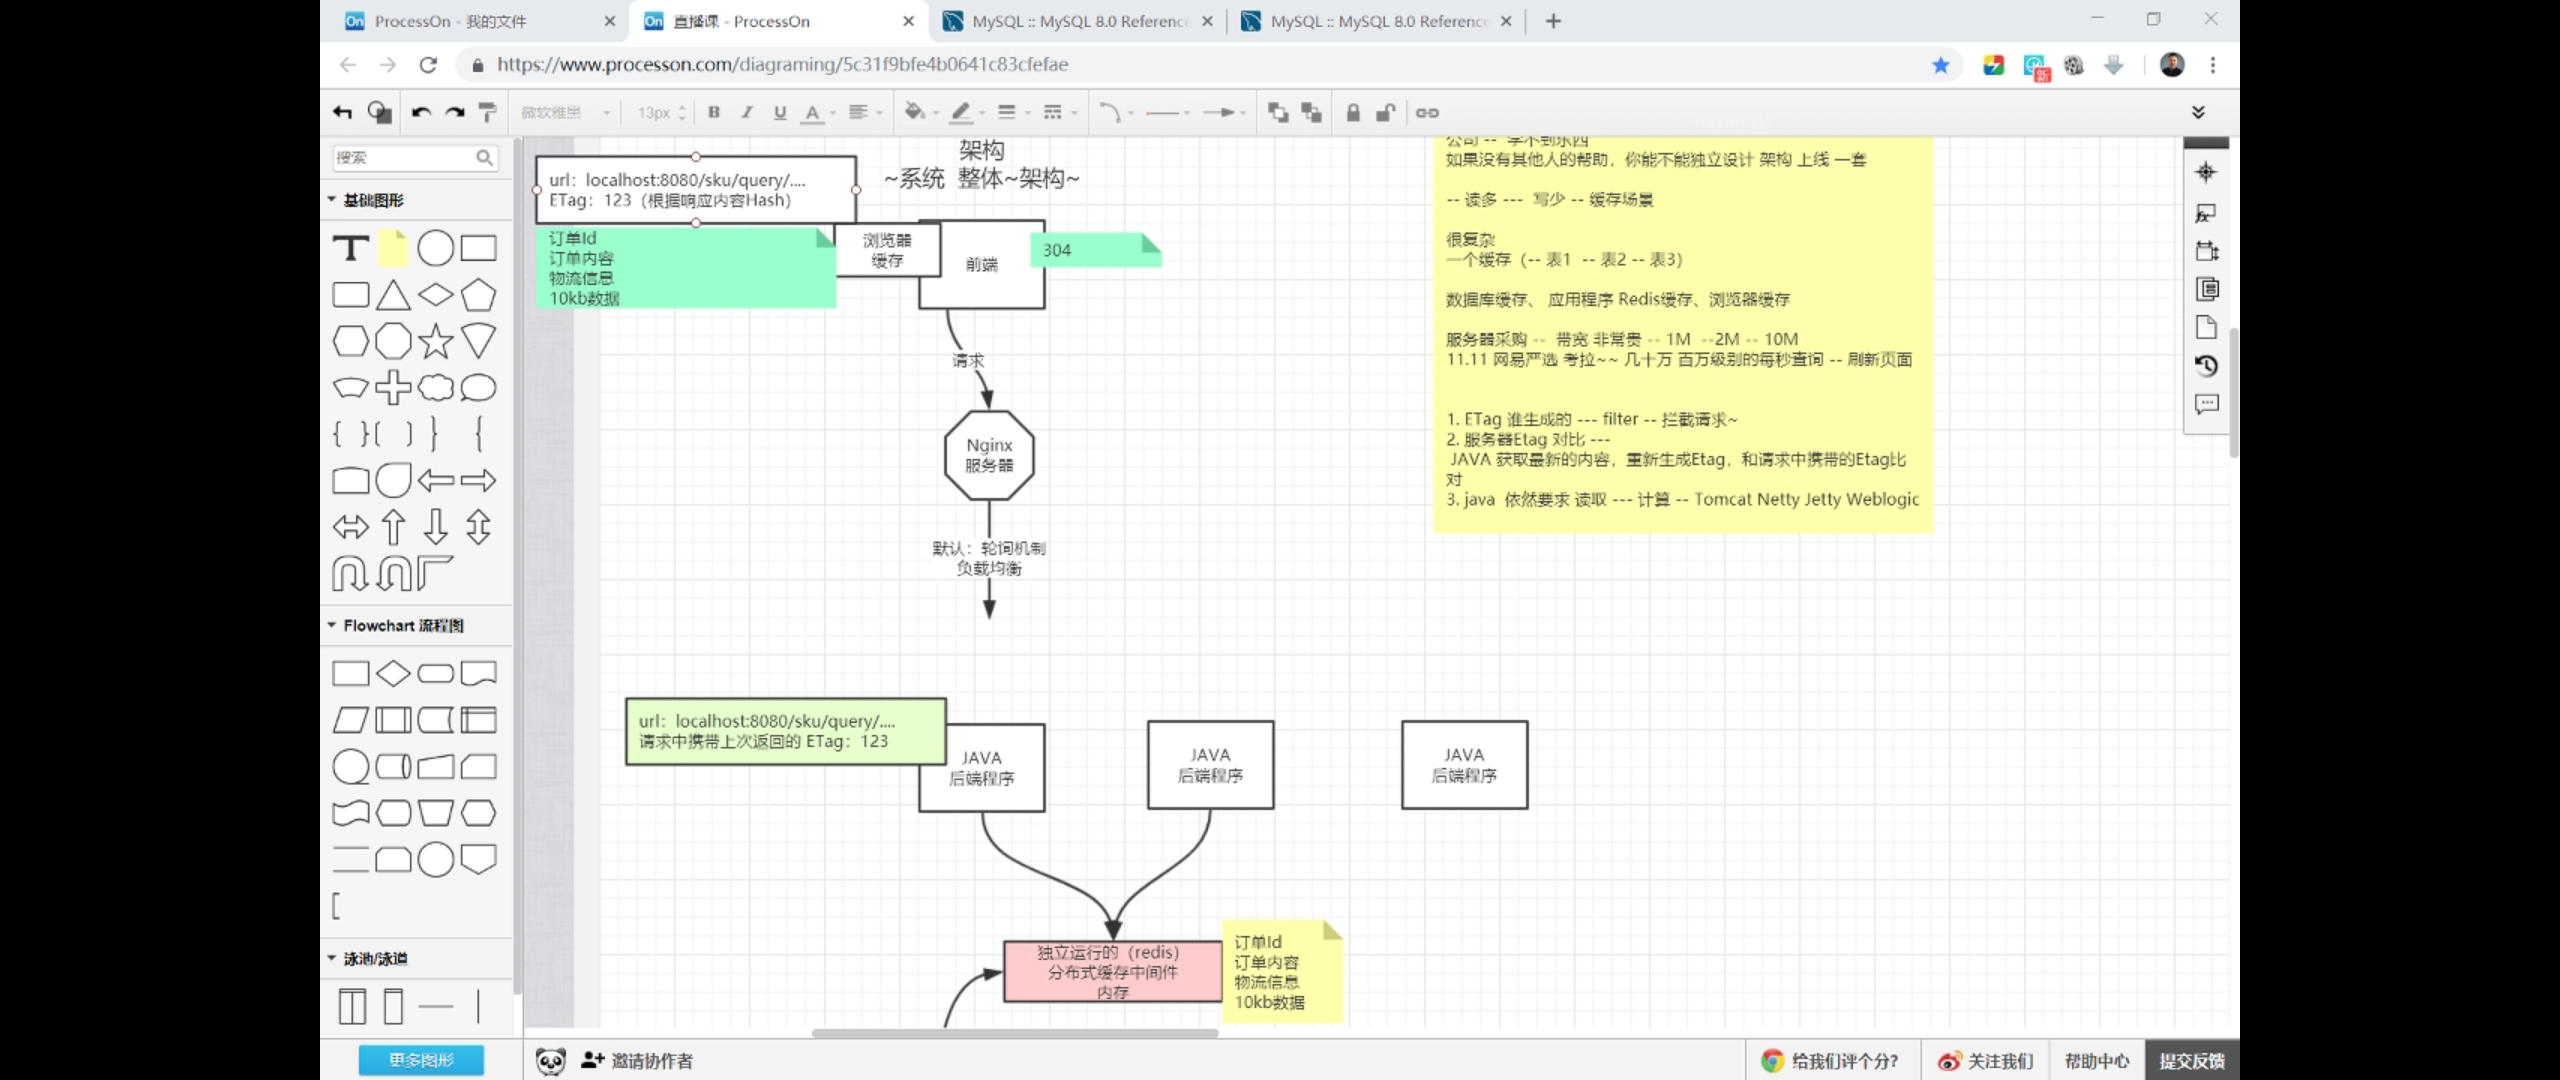 ProcessOn - 我的文件
直播课 - ProcessOn
MySQL :: MySQL 8.0 Reference
MySQL :: MySQL 8.0 Reference
https://www.processon.com/diagraming/5c31f9bfe4b0641c83cfefae
新
微软雅黑
13px
B
I
U
A
搜索
基础图形
T
Flowchart 流程图
泳池/泳道
更多图形
架构
~系统 整体~架构~
url：localhost:8080/sku/query/....
ETag：123（根据响应内容Hash）
订单Id
订单内容
物流信息
10kb数据
浏览器
缓存
前端
304
请求
Nginx
服务器
默认：轮词机制
负载均衡
url：localhost:8080/sku/query/....
请求中携带上次返回的 ETag：123
JAVA
后端程序
JAVA
后端程序
JAVA
后端程序
独立运行的（redis）
分布式缓存中间件
内存
订单Id
订单内容
物流信息
10kb数据
公司 -- 学不到东西
如果没有其他人的帮助，你能不能独立设计 架构 上线 一套
-- 读多 --- 写少 -- 缓存场景
很复杂
一个缓存（-- 表1 -- 表2 -- 表3）
数据库缓存、 应用程序 Redis缓存、浏览器缓存
服务器采购 -- 带宽 非常贵 -- 1M --2M -- 10M
11.11 网易严选 考拉~~ 几十万 百万级别的每秒查词 -- 刷新页面
1. ETag 谁生成的 --- filter -- 拦截请求~
2. 服务器Etag 对比 ---
JAVA 获取最新的内容，重新生成Etag，和请求中携带的Etag比
对
3. java 依然要求 读取 --- 计算 -- Tomcat Netty Jetty Weblogic
邀请协作者
给我们评个分?
关注我们
帮助中心
提交反馈